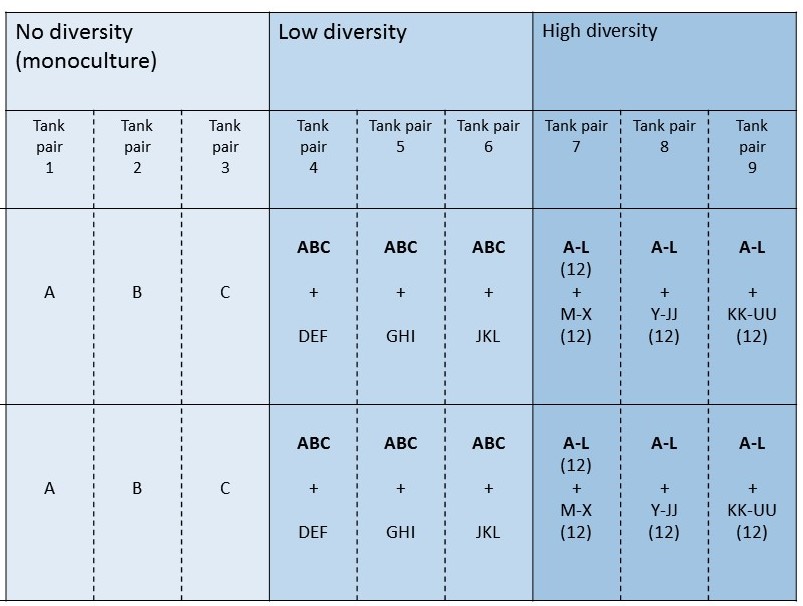 No diversity
(monoculture)
Low diversity
High diversity
Tank
pair
1
Tank
pair
2
Tank
pair
3
Tank
pair
4
Tank pair
5
Tank pair
6
Tank pair
7
Tank pair
8
Tank
pair
9
A
B
C
ABC
+
DEF
ABC
+
GHI
ABC
+
JKL
A-L
(12)
+
M-X
(12)
A-L
+
Y-JJ
(12)
A-L
+
KK-UU
(12)
A
B
C
ABC
+
DEF
ABC
+
GHI
ABC
+
JKL
A-L
(12)
+
M-X
(12)
A-L
+
Y-JJ
(12)
A-L
+
KK-UU
(12)